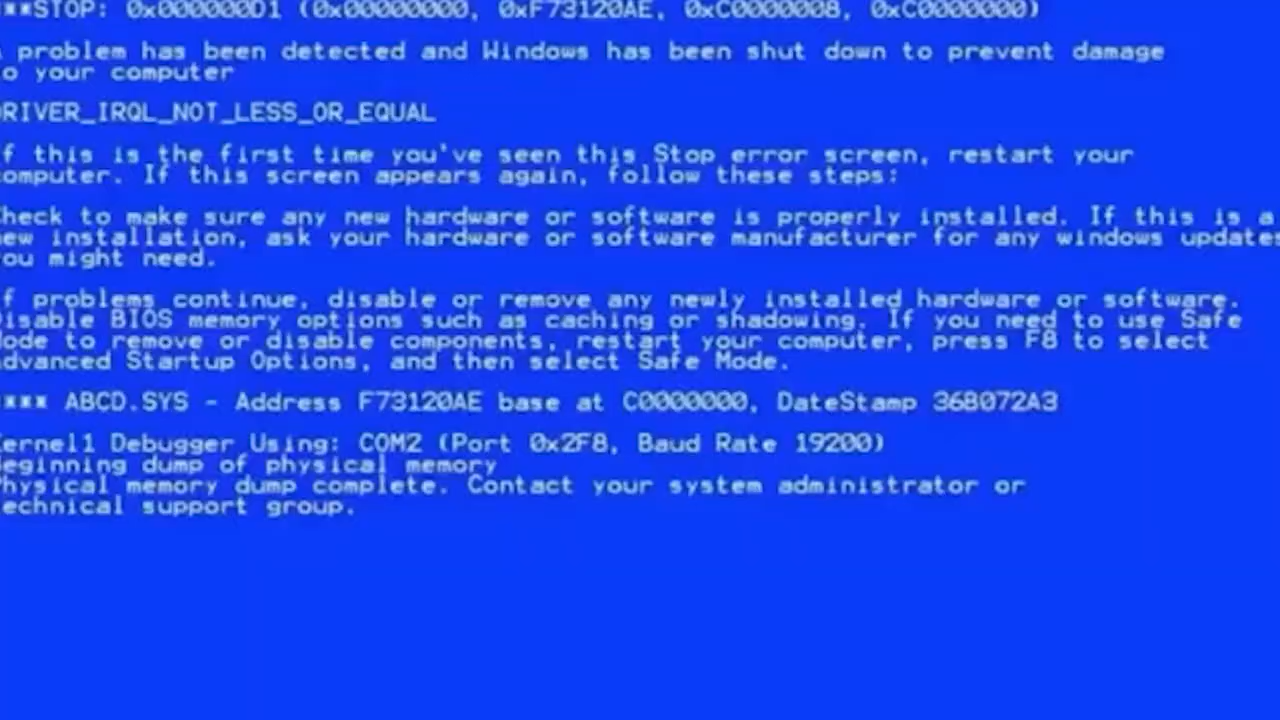 **STOP: 0x000000D1 (0x00000000, 0xF73120AE, 0xC0000008, 0xC0000000)
problem has been detected and Windows has been shut down to prevent damage
o your computer
RIVER_IRQL_NOT_LESS_OR_EQUAL
f this is the first time you've seen this Stop error screen, restart your
omputer. If this screen appears again, follow these steps:
heck to make sure any new hardware or software is properly installed. If this is a
ew installation, ask your hardware or software manufacturer for any windows updates
ou might need.
f problems continue, disable or remove any newly installed hardware or software.
isable BIOS memory options such as caching or shadowing. If you need to use Safe
ode to remove or disable components, restart your computer, press F8 to select
dvanced Startup Options, and then select Safe Mode.
*** ABCD.SYS - Address F73120AE base at C0000000, DateStamp 368072A3
ernel1 Debugger Using: COM2 (Port 0x2F8, Baud Rate 19200)
eginning dump of physical memory
hysical memory dump complete. Contact your system administrator or
echnical support group.